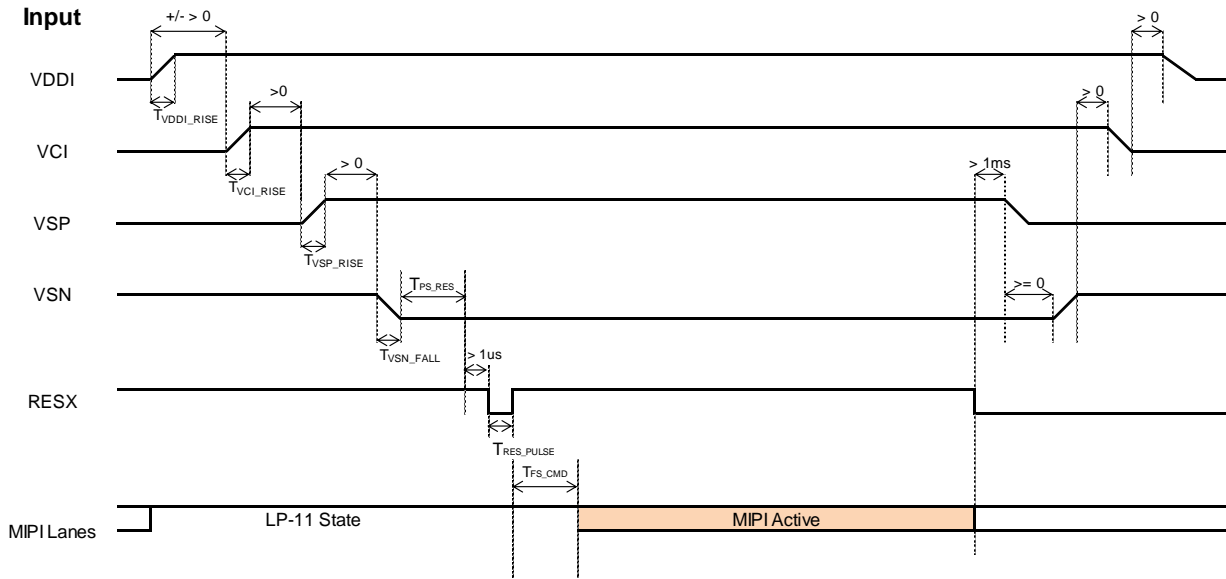 Input
+/- > 0
> 0
VDDI
TVDDI_RISE
>0
> 0
VCI
TVCI_RISE
> 0
> 1ms
VSP
TVSP_RISE
TPS_RES
>= 0
VSN
TVSN_FALL
> 1us
RESX
TRES_PULSE
TFS_CMD
LP-11 State
MIPI Active
MIPI Lanes